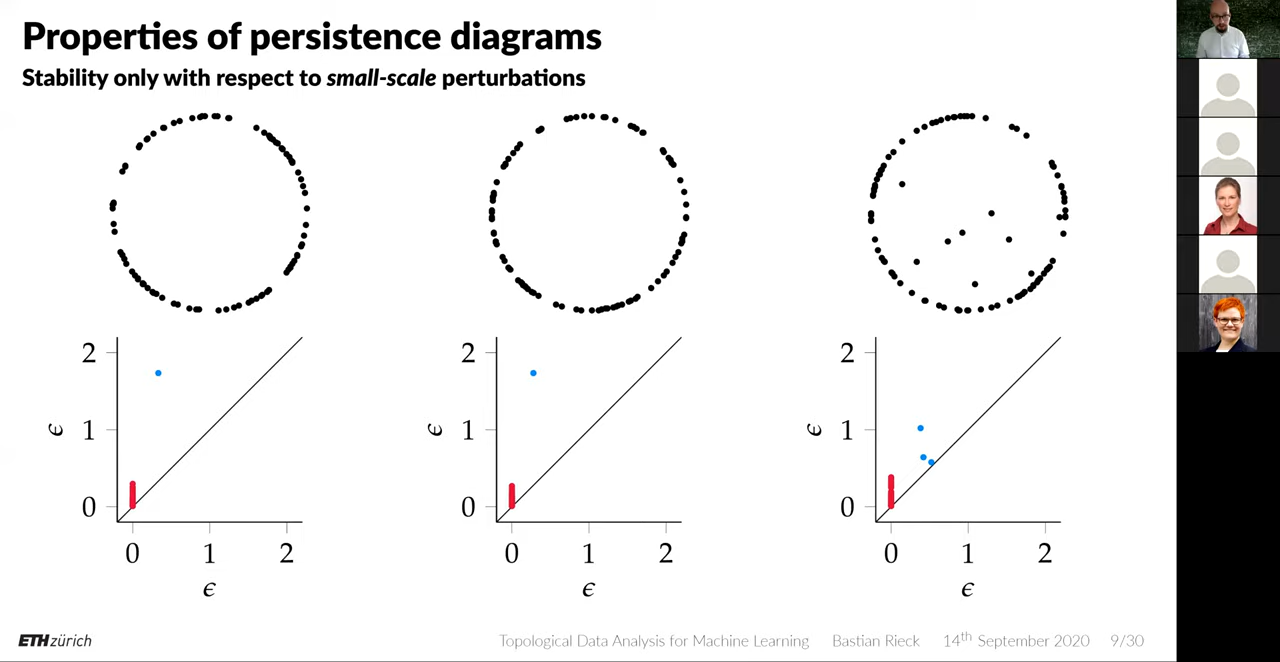 Properties of persistence diagrams
Stability only with respect to small-scale perturbations
2
ϵ 1
0
0 1 2
ϵ
2
ϵ 1
0
0 1 2
ϵ
2
ϵ 1
0
0 1 2
ϵ
ETH zürich
Topological Data Analysis for Machine Learning Bastian Rieck 14th September 2020 9/30